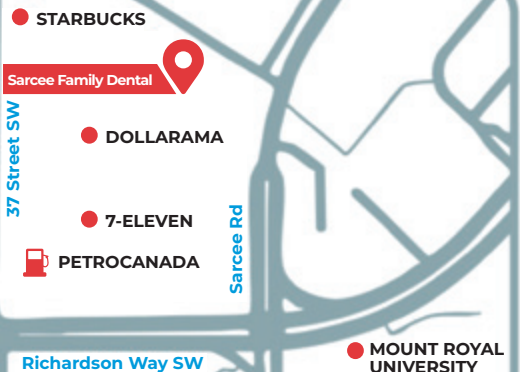 STARBUCKS
Sarcee Family Dental
37 Street SW
DOLLARAMA
7-ELEVEN
Sarcee Rd
PETROCANADA
Richardson Way SW
MOUNT ROYAL
UNIVERSITY